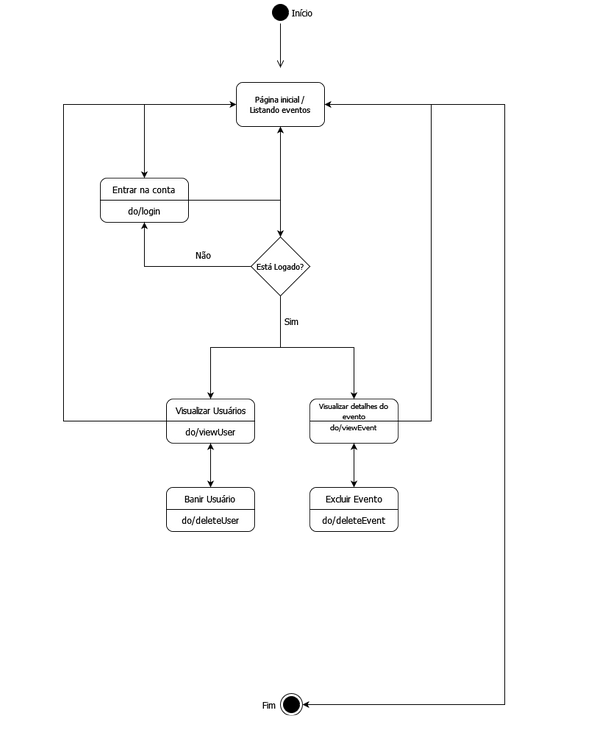 Início
Página inicial /
Listando eventos
Entrar na conta
do/login
Não
Está Logado?
Sim
Visualizar Usuários
do/viewUser
Visualizar detalhes do
evento
do/viewEvent
Banir Usuário
do/deleteUser
Excluir Evento
do/deleteEvent
Fim